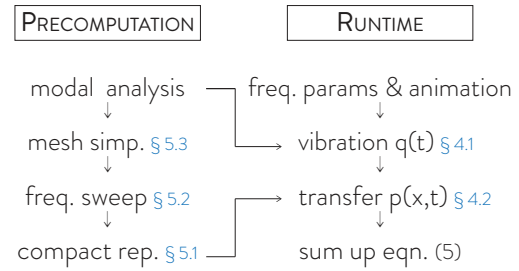 PRECOMPUTATION
RUNTIME
modal analysis
freq. params & animation
mesh simp. § 5.3
vibration q(t) § 4.1
freq. sweep § 5.2
transfer p(x,t) § 4.2
compact rep. § 5.1
sum up eqn. (5)